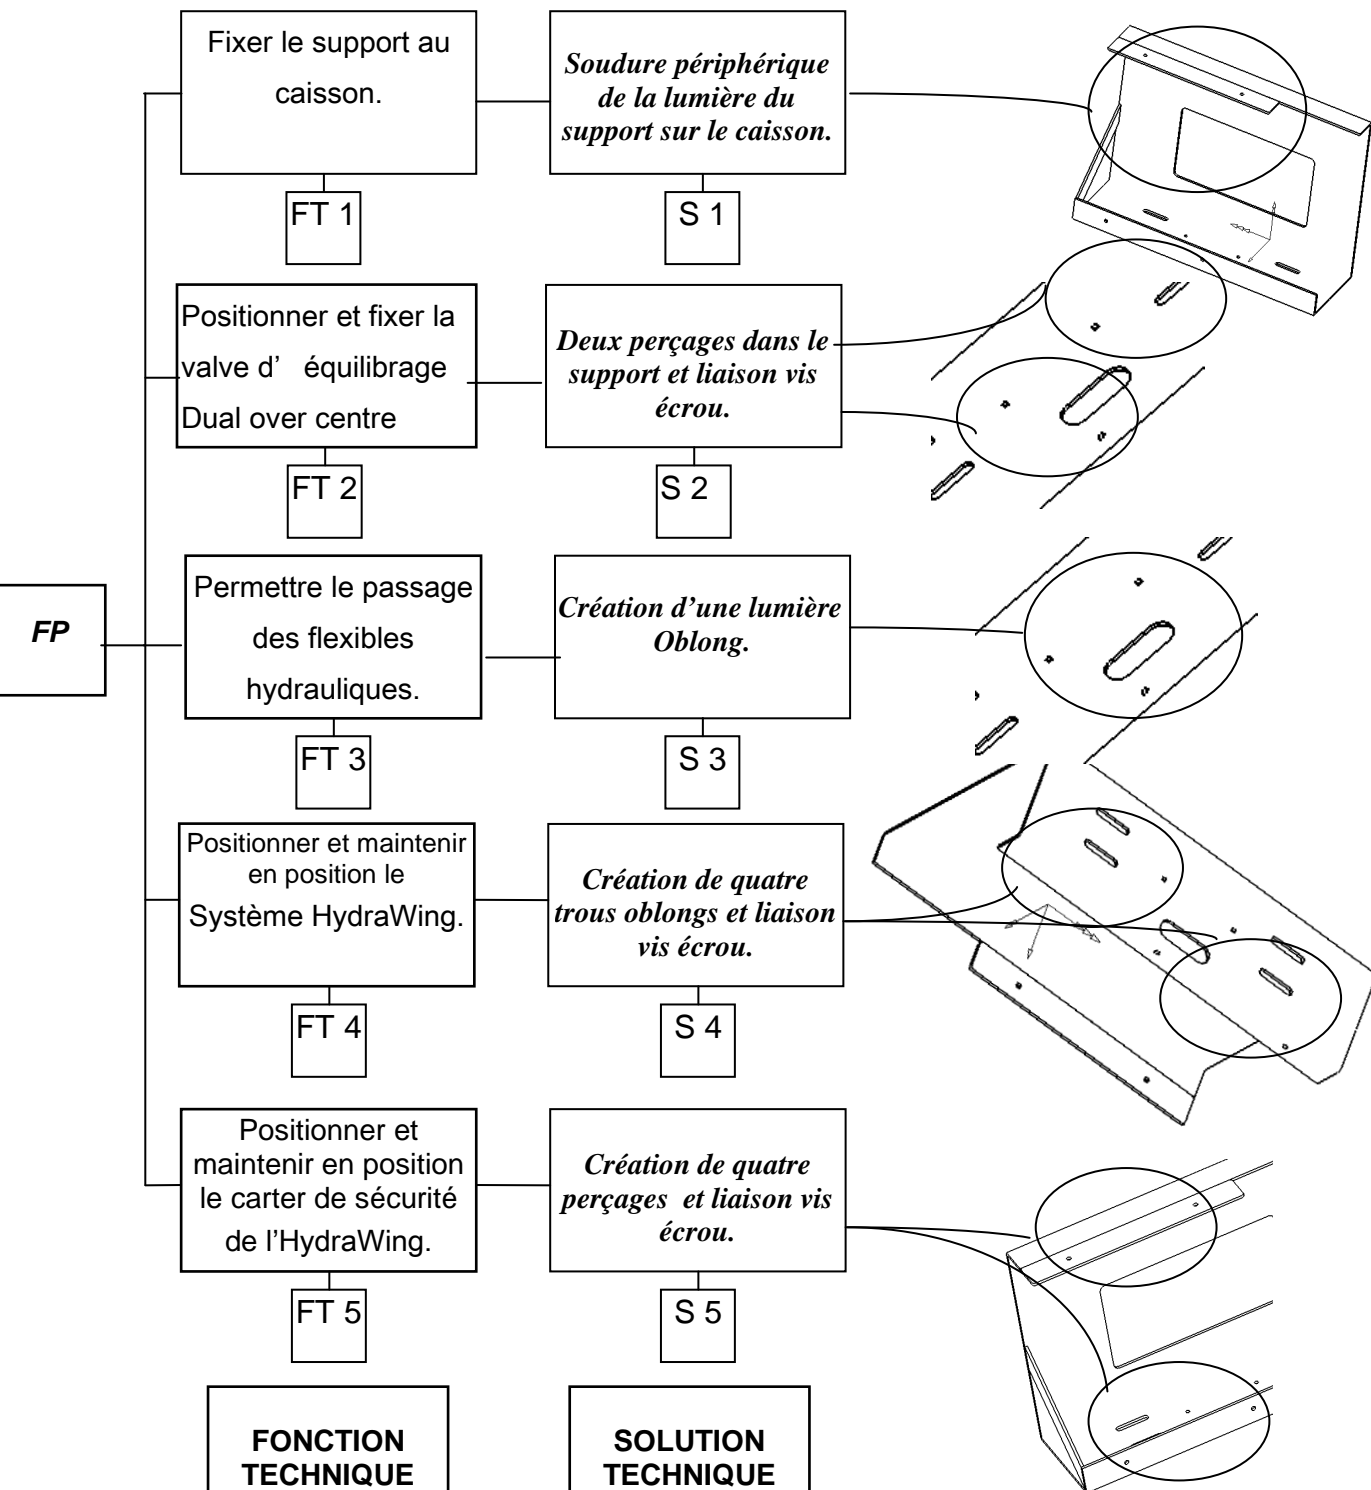 Fixer le support au
caisson.
Soudure périphérique
de la lumière du
support sur le caisson.
FT 1
S 1
Positionner et fixer la
valve d’ équilibrage
Dual over centre
Deux perçages dans le
support et liaison vis
écrou.
FT 2
S 2
FP
Permettre le passage
des flexibles
hydrauliques.
Création d’une lumière
Oblong.
FT 3
S 3
Positionner et maintenir
en position le
Système HydraWing.
Création de quatre
trous oblongs et liaison
vis écrou.
FT 4
S 4
Positionner et
maintenir en position
le carter de sécurité
de l’HydraWing.
Création de quatre
perçages et liaison vis
écrou.
FT 5
S 5
FONCTION
TECHNIQUE
SOLUTION
TECHNIQUE